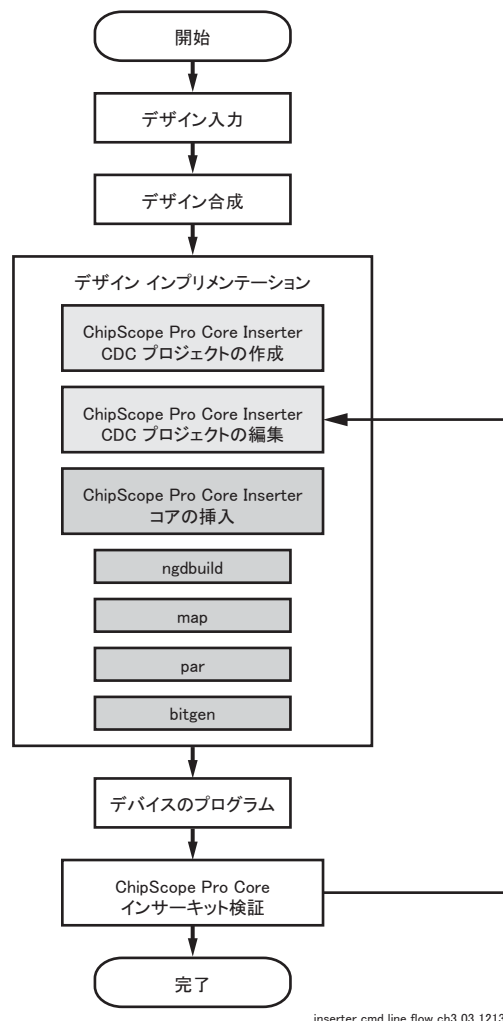 開始
デザイン入力
デザイン合成
デザイン インプリメンテーション
ChipScope Pro Core Inserter
CDC プロジェクトの作成
ChipScope Pro Core Inserter
CDC プロジェクトの編集
ChipScope Pro Core Inserter
コアの挿入
ngdbuild
map
par
bitgen
デバイスのプログラム
ChipScope Pro Core
インサーキット検証
完了
inserter_cmd_line_flow_ch3_03_1213